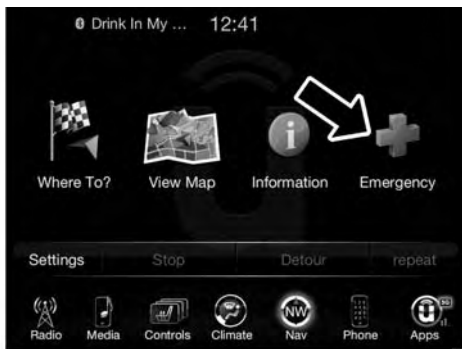 Drink In My ... 12:41
Where To? View Map Information Emergency
Settings Stop Detour repeat
NW
Radio Media Controls Climate Nav Phone Apps